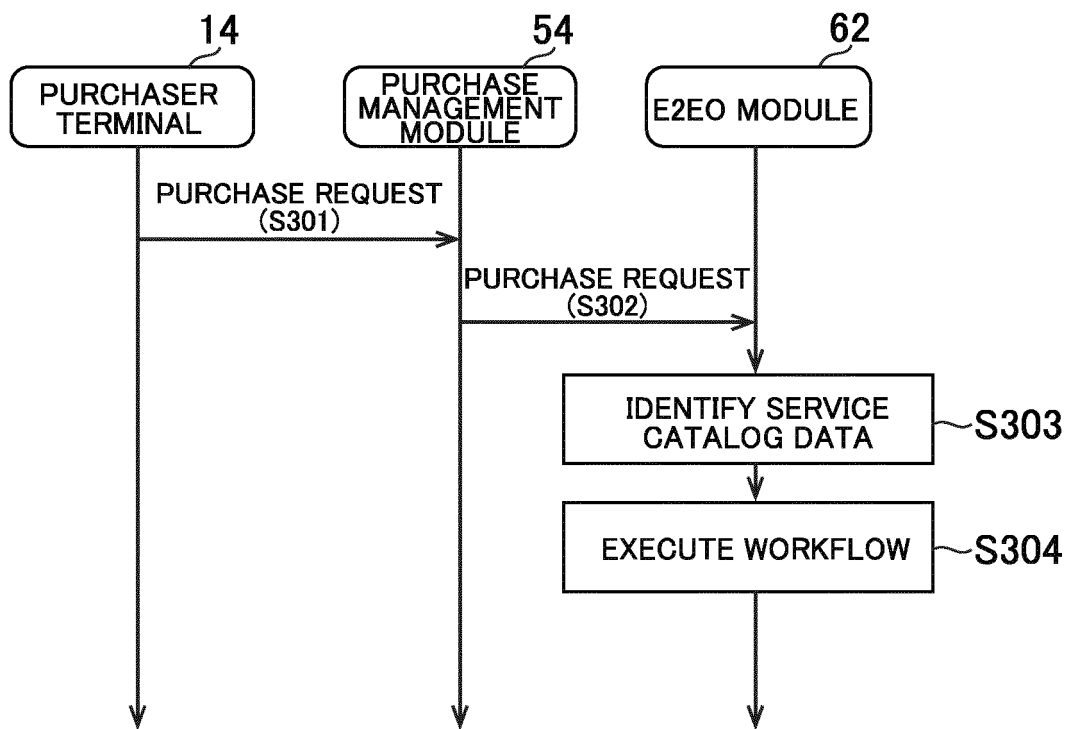 14
54
62
PURCHASER
TERMINAL
PURCHASE
MANAGEMENT
MODULE
E2EO MODULE
PURCHASE REQUEST
(S301)
PURCHASE REQUEST
(S302)
IDENTIFY SERVICE
CATALOG DATA
S303
EXECUTE WORKFLOW
S304